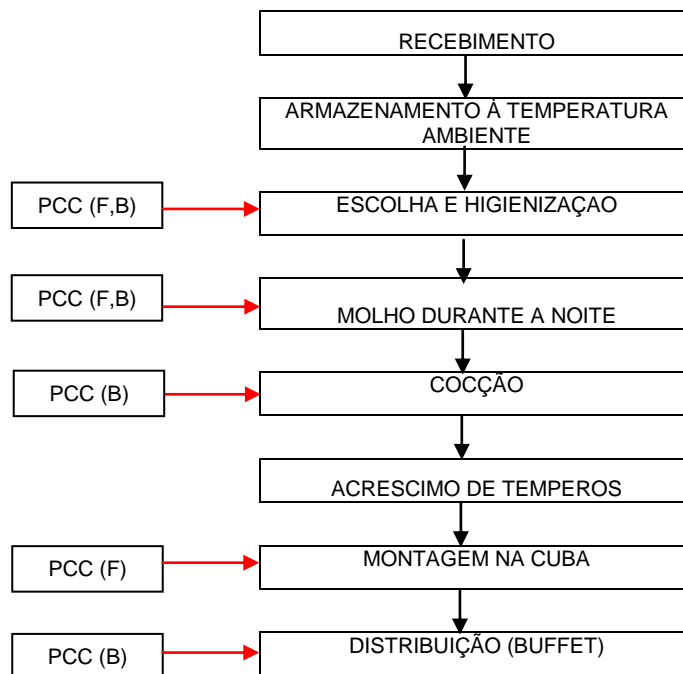 RECEBIMENTO
ARMAZENAMENTO À TEMPERATURA
AMBIENTE
PCC (F,B)
ESCOLHA E HIGIENIZAÇAO
PCC (F,B)
MOLHO DURANTE A NOITE
PCC (B)
COCÇÃO
ACRESCIMO DE TEMPEROS
PCC (F)
MONTAGEM NA CUBA
PCC (B)
DISTRIBUIÇÃO (BUFFET)